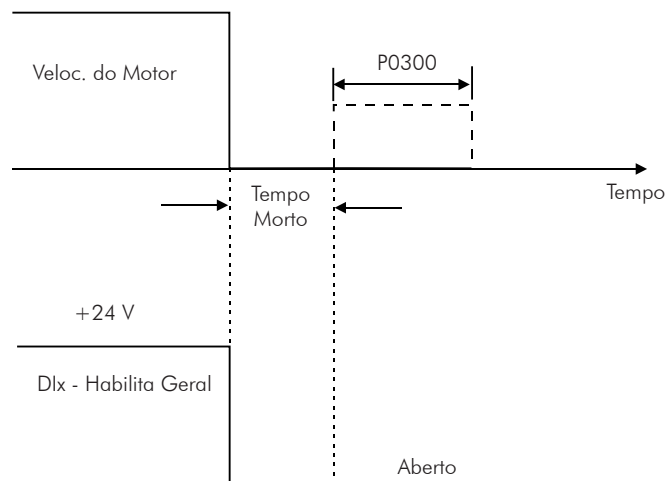 P0300
Veloc. do Motor
Tempo
Tempo
Morto
+24 V
DIx - Habilita Geral
Aberto